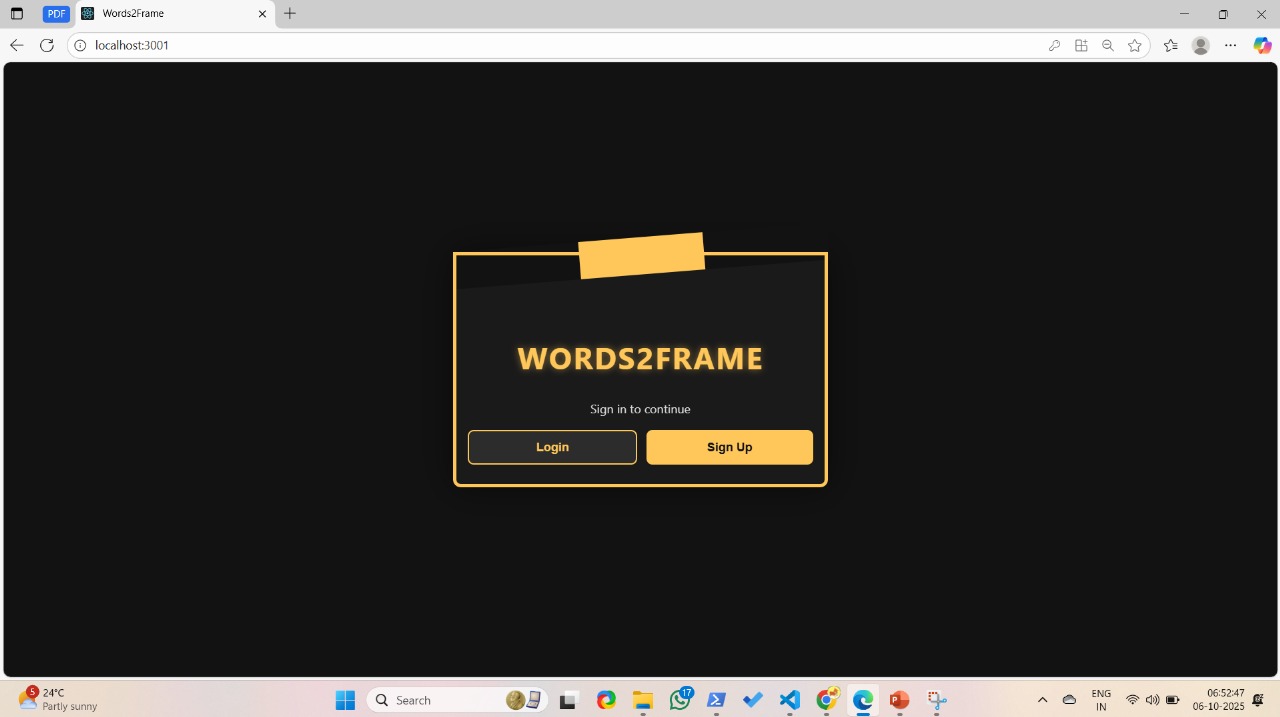 PDF
Words2Frame
localhost:3001
WORDS2FRAME
Sign in to continue
Login
Sign Up
5
24°C
Partly sunny
Search
17
ENG
IN
06:52:47
06-10-2025